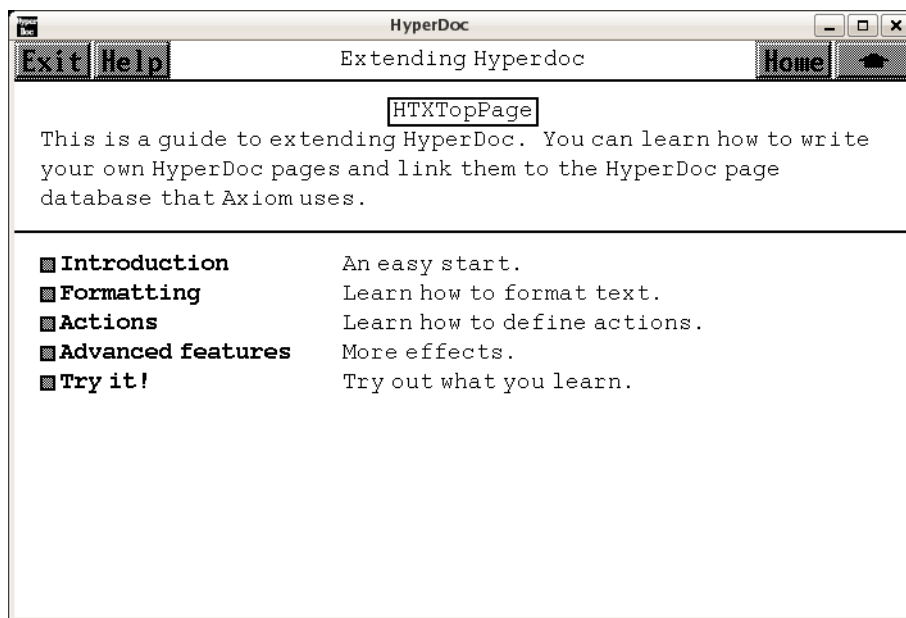 Hyper Doc HyperDoc
Exit Help Extending Hyperdoc Home
HTXTopPage
This is a guide to extending HyperDoc. You can learn how to write
your own HyperDoc pages and link them to the HyperDoc page
database that Axiom uses.
Introduction An easy start.
Formatting Learn how to format text.
Actions Learn how to define actions.
Advanced features More effects.
Try it! Try out what you learn.